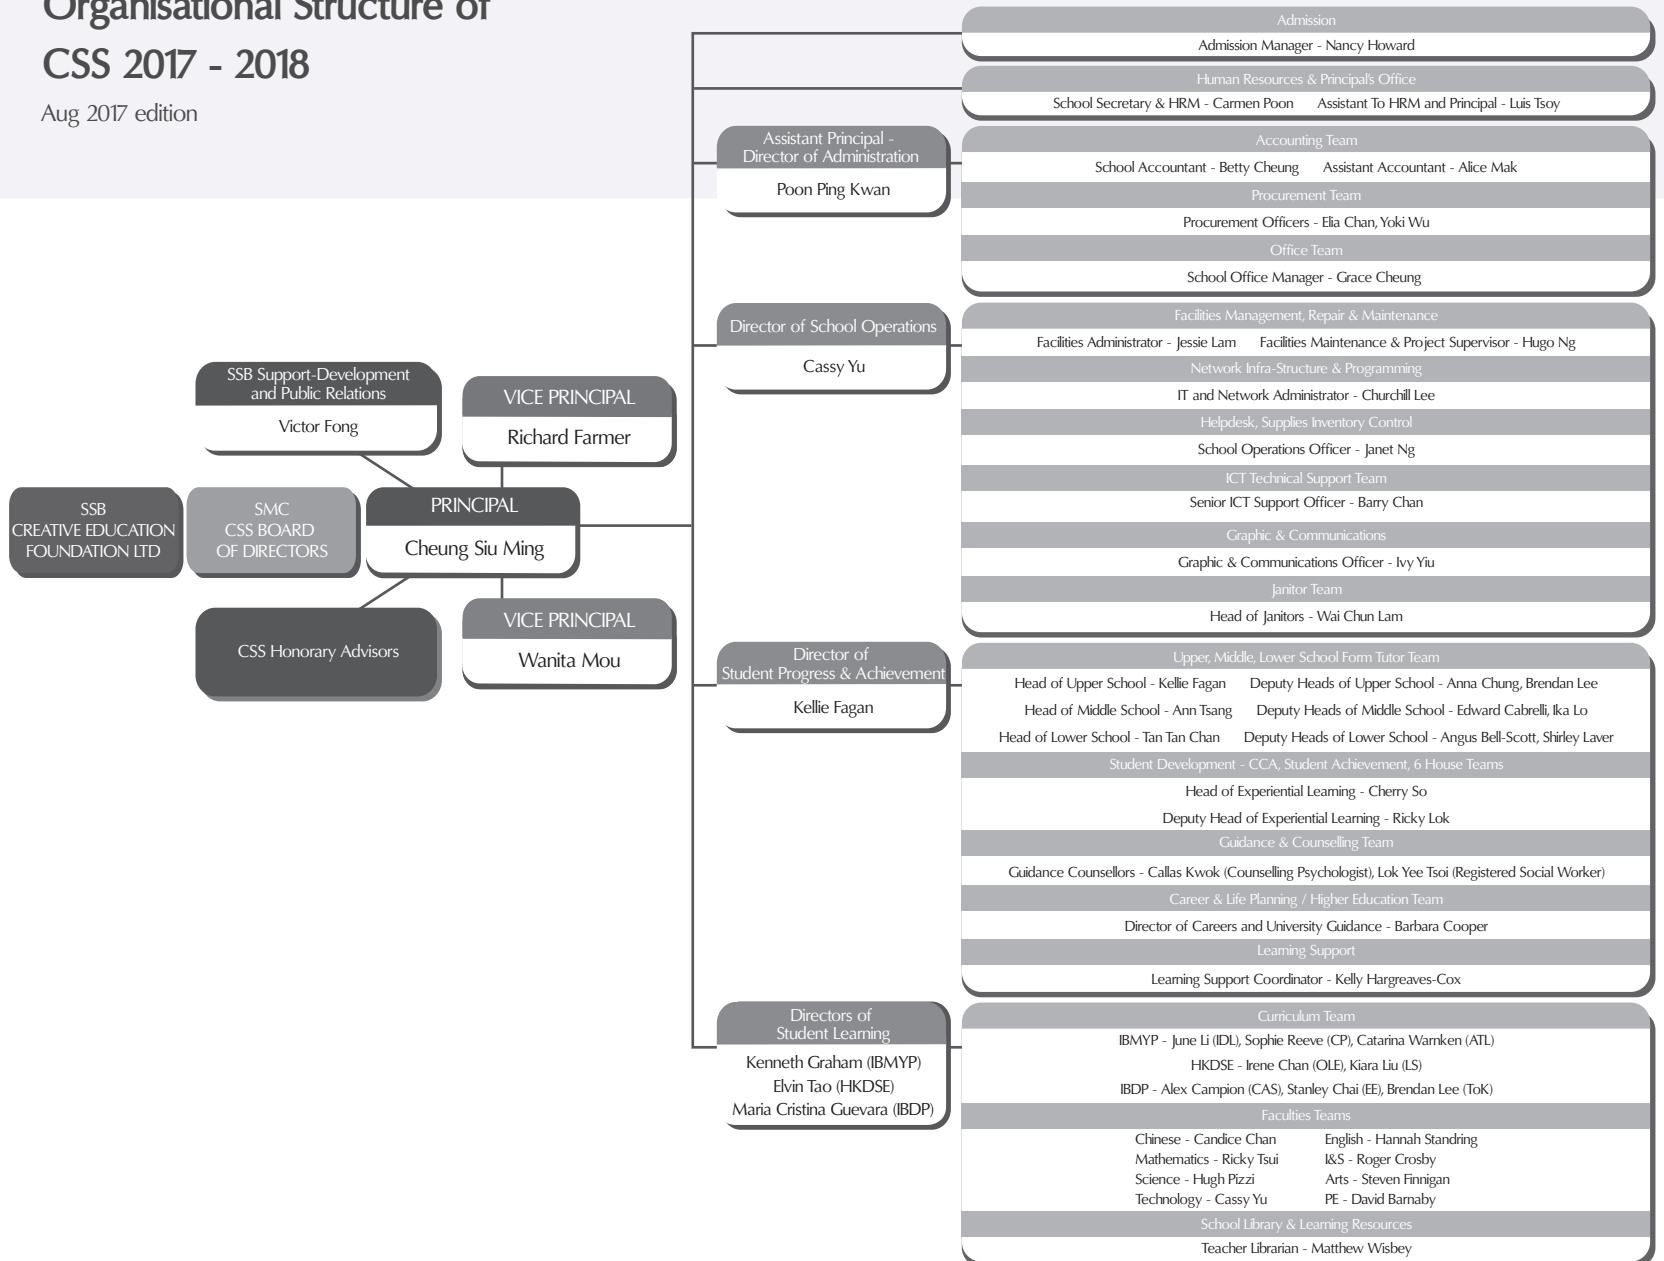 Organisational Structure of
CSS 2017 - 2018
Aug 2017 edition
SSB
CREATIVE EDUCATION
FOUNDATION LTD
SMC
CSS BOARD
OF DIRECTORS
SSB Support-Development
and Public Relations
Victor Fong
CSS Honorary Advisors
PRINCIPAL
Cheung Siu Ming
VICE PRINCIPAL
Richard Farmer
VICE PRINCIPAL
Wanita Mou
Admission
Admission Manager - Nancy Howard
Human Resources & Principal's Office
School Secretary & HRM - Carmen Poon Assistant To HRM and Principal - Luis Tsoy
Assistant Principal -
Director of Administration
Poon Ping Kwan
Accounting Team
School Accountant - Betty Cheung Assistant Accountant - Alice Mak
Procurement Team
Procurement Officers - Elia Chan, Yoki Wu
Office Team
School Office Manager - Grace Cheung
Director of School Operations
Cassy Yu
Facilities Management, Repair & Maintenance
Facilities Administrator - Jessie Lam Facilities Maintenance & Project Supervisor - Hugo Ng
Network Infra-Structure & Programming
IT and Network Administrator - Churchill Lee
Helpdesk, Supplies Inventory Control
School Operations Officer - Janet Ng
ICT Technical Support Team
Senior ICT Support Officer - Barry Chan
Graphic & Communications
Graphic & Communications Officer - Ivy Yiu
Janitor Team
Head of Janitors - Wai Chun Lam
Director of
Student Progress & Achievement
Kellie Fagan
Upper, Middle, Lower School Form Tutor Team
Head of Upper School - Kellie Fagan Deputy Heads of Upper School - Anna Chung, Brendan Lee
Head of Middle School - Ann Tsang Deputy Heads of Middle School - Edward Cabrelli, Ika Lo
Head of Lower School - Tan Tan Chan Deputy Heads of Lower School - Angus Bell-Scott, Shirley Laver
Student Development - CCA, Student Achievement, 6 House Teams
Head of Experiential Learning - Cherry So
Deputy Head of Experiential Learning - Ricky Lok
Guidance & Counselling Team
Guidance Counsellors - Callas Kwok (Counselling Psychologist), Lok Yee Tsoi (Registered Social Worker)
Career & Life Planning / Higher Education Team
Director of Careers and University Guidance - Barbara Cooper
Learning Support
Learning Support Coordinator - Kelly Hargreaves-Cox
Directors of
Student Learning
Kenneth Graham (IBMYP)
Elvin Tao (HKDSE)
Maria Cristina Guevara (IBDP)
Curriculum Team
IBMYP - June Li (IDL), Sophie Reeve (CP), Catarina Warnken (ATL)
HKDSE - Irene Chan (OLE), Kiara Liu (LS)
IBDP - Alex Campion (CAS), Stanley Chai (EE), Brendan Lee (ToK)
Faculties Teams
Chinese - Candice Chan English - Hannah Standring
Mathematics - Ricky Tsui I&S - Roger Crosby
Science - Hugh Pizzi Arts - Steven Finnigan
Technology - Cassy Yu PE - David Barnaby
School Library & Learning Resources
Teacher Librarian - Matthew Wisbey